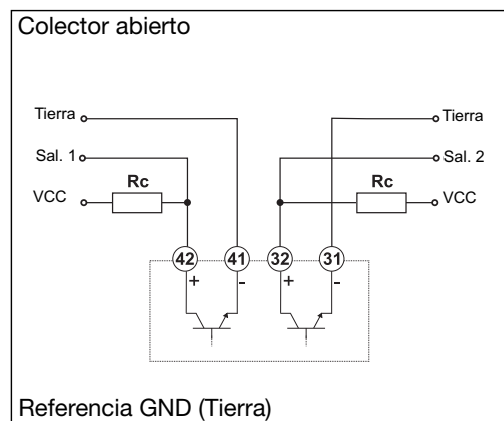 Colector abierto
Tierra
Tierra
Sal. 1
Sal. 2
Rc
Rc
VCC
VCC
42 41 32 31
+ - + -
Referencia GND (Tierra)